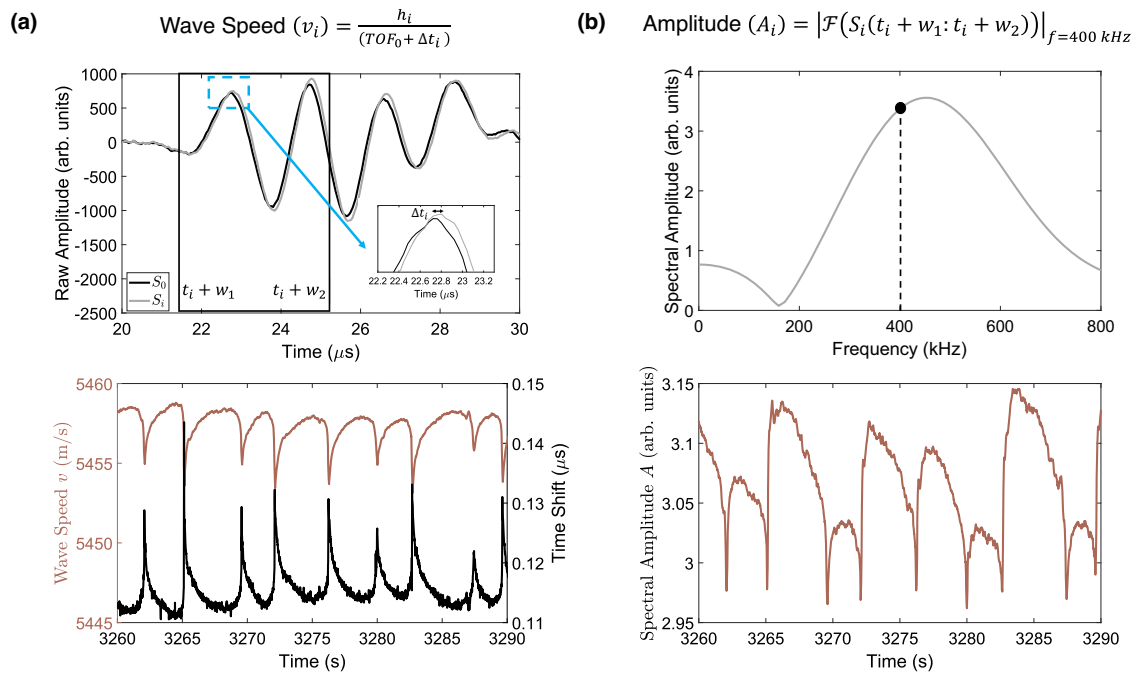 (a)
Wave Speed (v_i) = h_i / (TOF_0 + Δt_i)
Raw Amplitude (arb. units)
1000
500
0
-500
-1000
-1500
-2000
-2500
S_0
S_i
t_i + w_1
t_i + w_2
Δt_i
22.2 22.4 22.6 22.8 23 23.2
Time (μs)
20 22 24 26 28 30
Time (μs)
Wave Speed v (m/s)
5460
5455
5450
5445
0.15
0.14
0.13
0.12
0.11
Time Shift (μs)
3260 3265 3270 3275 3280 3285 3290
Time (s)
(b)
Amplitude (A_i) = |ℱ(S_i(t_i + w_1: t_i + w_2))|_{f=400 kHz}
Spectral Amplitude (arb. units)
4
3
2
1
0
0 200 400 600 800
Frequency (kHz)
Spectral Amplitude A (arb. units)
3.15
3.1
3.05
3
2.95
3260 3265 3270 3275 3280 3285 3290
Time (s)